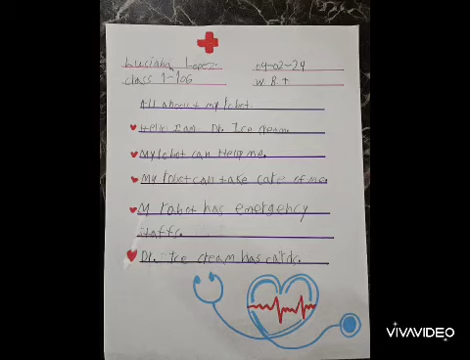 Luciana Lopez 04-02-24
Class 1-106 W R T
All about my robot
Hello I am Dr. Ice cream
My robot can Help me.
My robot can take care of me.
M robot has emergency
staffs.
Dr. Ice cream has cards.
VIVAVIDEO